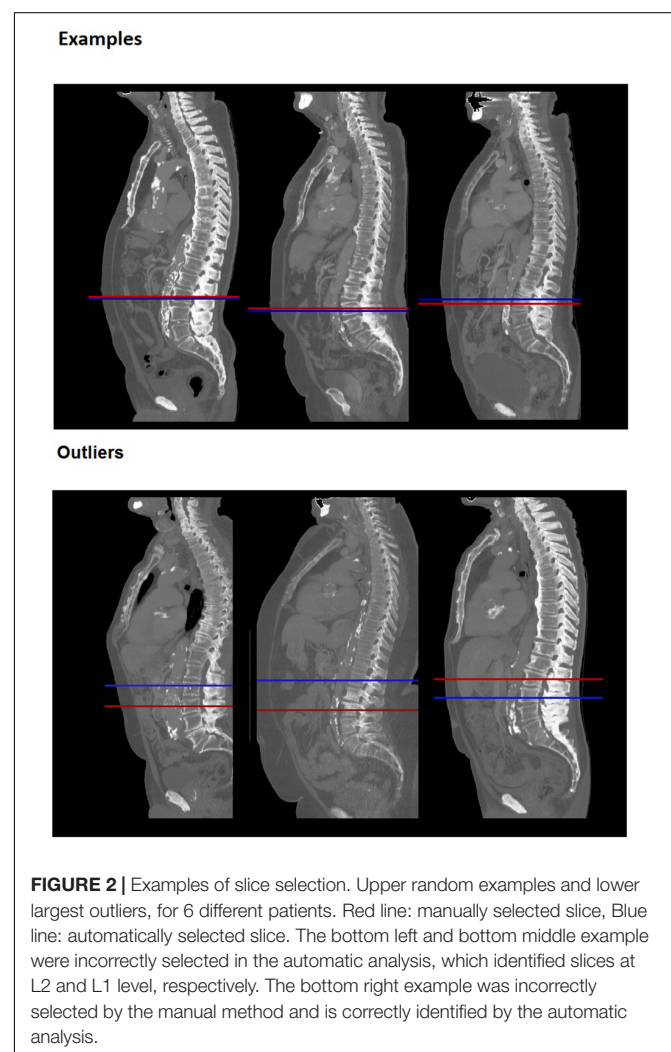 Examples
Outliers
FIGURE 2 | Examples of slice selection. Upper random examples and lower
largest outliers, for 6 different patients. Red line: manually selected slice, Blue
line: automatically selected slice. The bottom left and bottom middle example
were incorrectly selected in the automatic analysis, which identified slices at
L2 and L1 level, respectively. The bottom right example was incorrectly
selected by the manual method and is correctly identified by the automatic
analysis.